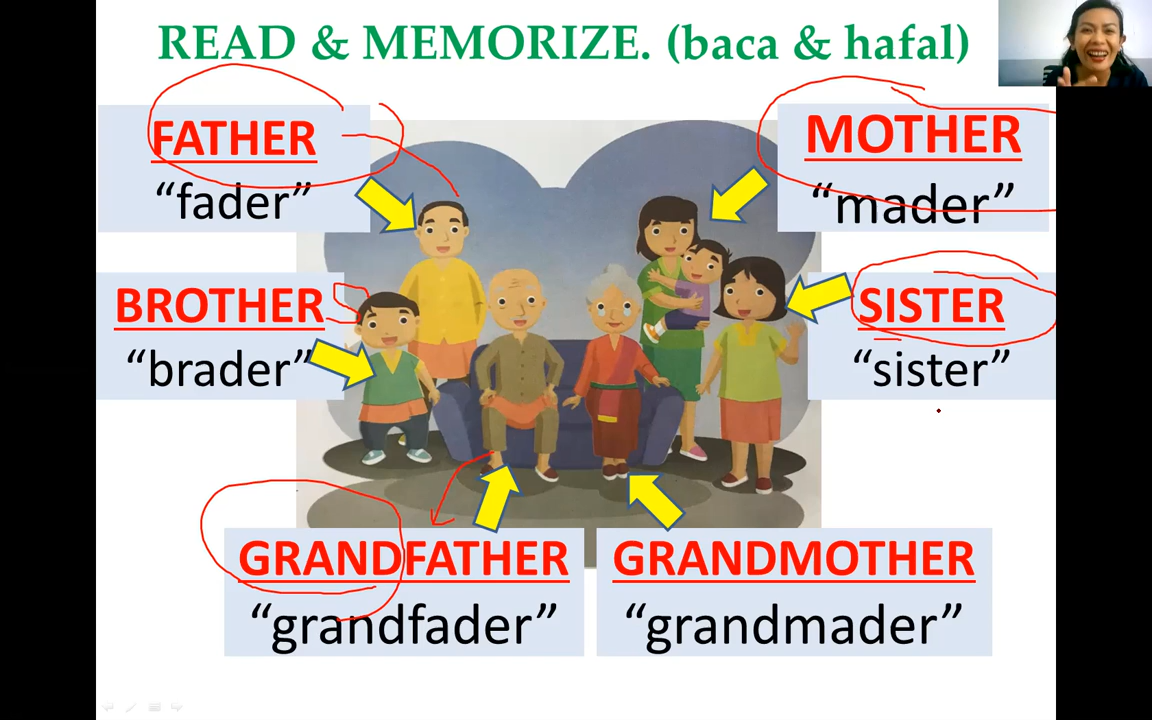 READ & MEMORIZE. (baca & hafal)
FATHER
“fader”
MOTHER
“mader”
BROTHER
“brader”
SISTER
“sister”
GRANDFATHER
“grandfader”
GRANDMOTHER
“grandmader”